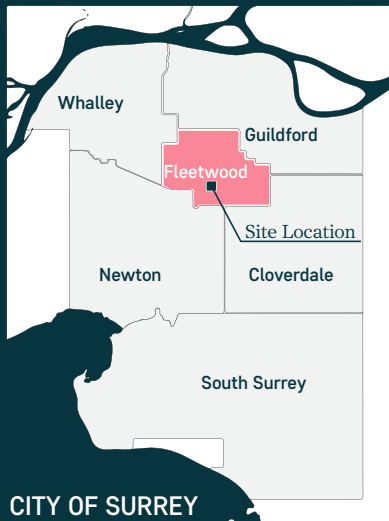 Whalley
Guildford
Fleetwood
Site Location
Newton
Cloverdale
South Surrey
CITY OF SURREY